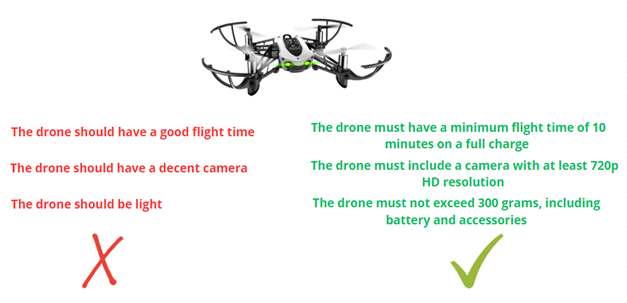 The drone should have a good flight time
The drone should have a decent camera
The drone should be light
The drone must have a minimum flight time of 10
minutes on a full charge
The drone must include a camera with at least 720p
HD resolution
The drone must not exceed 300 grams, including
battery and accessories